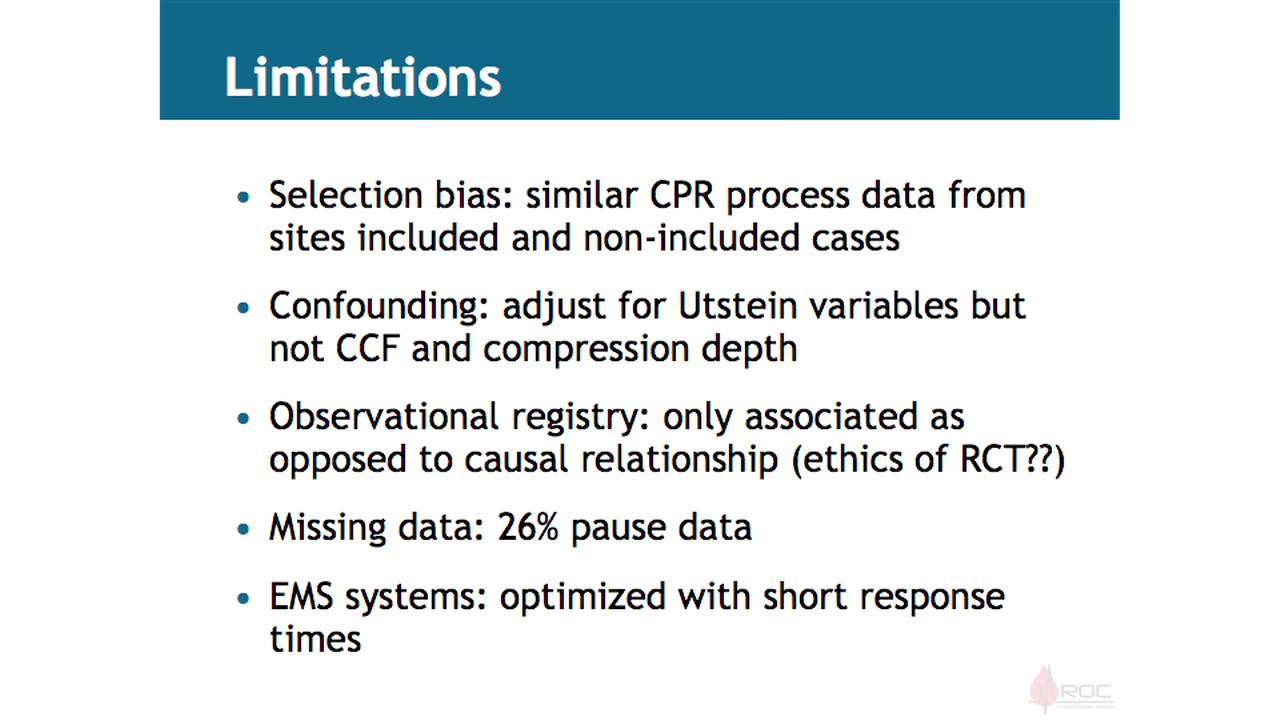 Limitations
• Selection bias: similar CPR process data from
sites included and non-included cases
• Confounding: adjust for Utstein variables but
not CCF and compression depth
• Observational registry: only associated as
opposed to causal relationship (ethics of RCT??)
• Missing data: 26% pause data
• EMS systems: optimized with short response
times
ROC